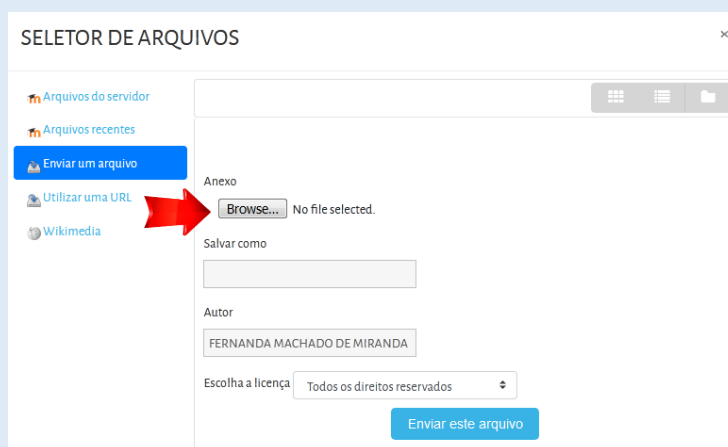 SELETOR DE ARQUIVOS
×
Arquivos do servidor
Arquivos recentes
Enviar um arquivo
Utilizar uma URL
Wikimedia
Anexo
Browse... No file selected.
Salvar como
Autor
FERNANDA MACHADO DE MIRANDA
Escolha a licença Todos os direitos reservados
Enviar este arquivo